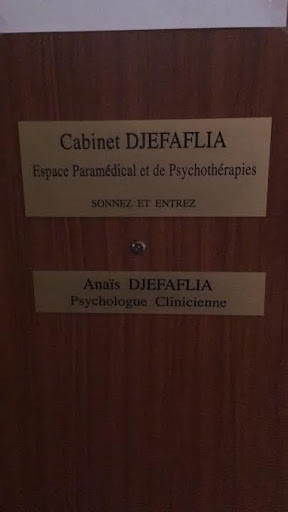 Cabinet DJEFAFLIA
Espace Paramédical et de Psychothérapies
SONNEZ ET ENTREZ
Anaïs DJEFAFLIA
Psychologue Clinicienne